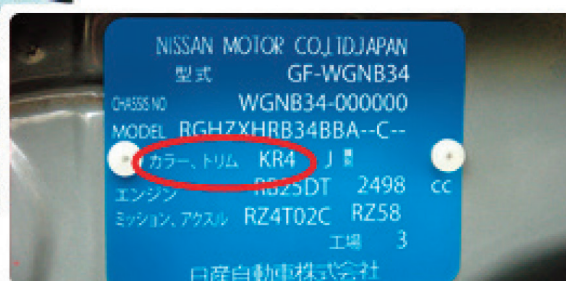 NISSAN MOTOR CO.,LTD.JAPAN
型式 GF-WGNB34
CHASSIS NO WGNB34-000000
MODEL RGHZXHRB34BBA--C--
カラー、トリム KR4 J
エンジン RB25DT 2498 cc
ミッション、アクスル RZ4T02C RZ58
工場 3
日産自動車株式会社